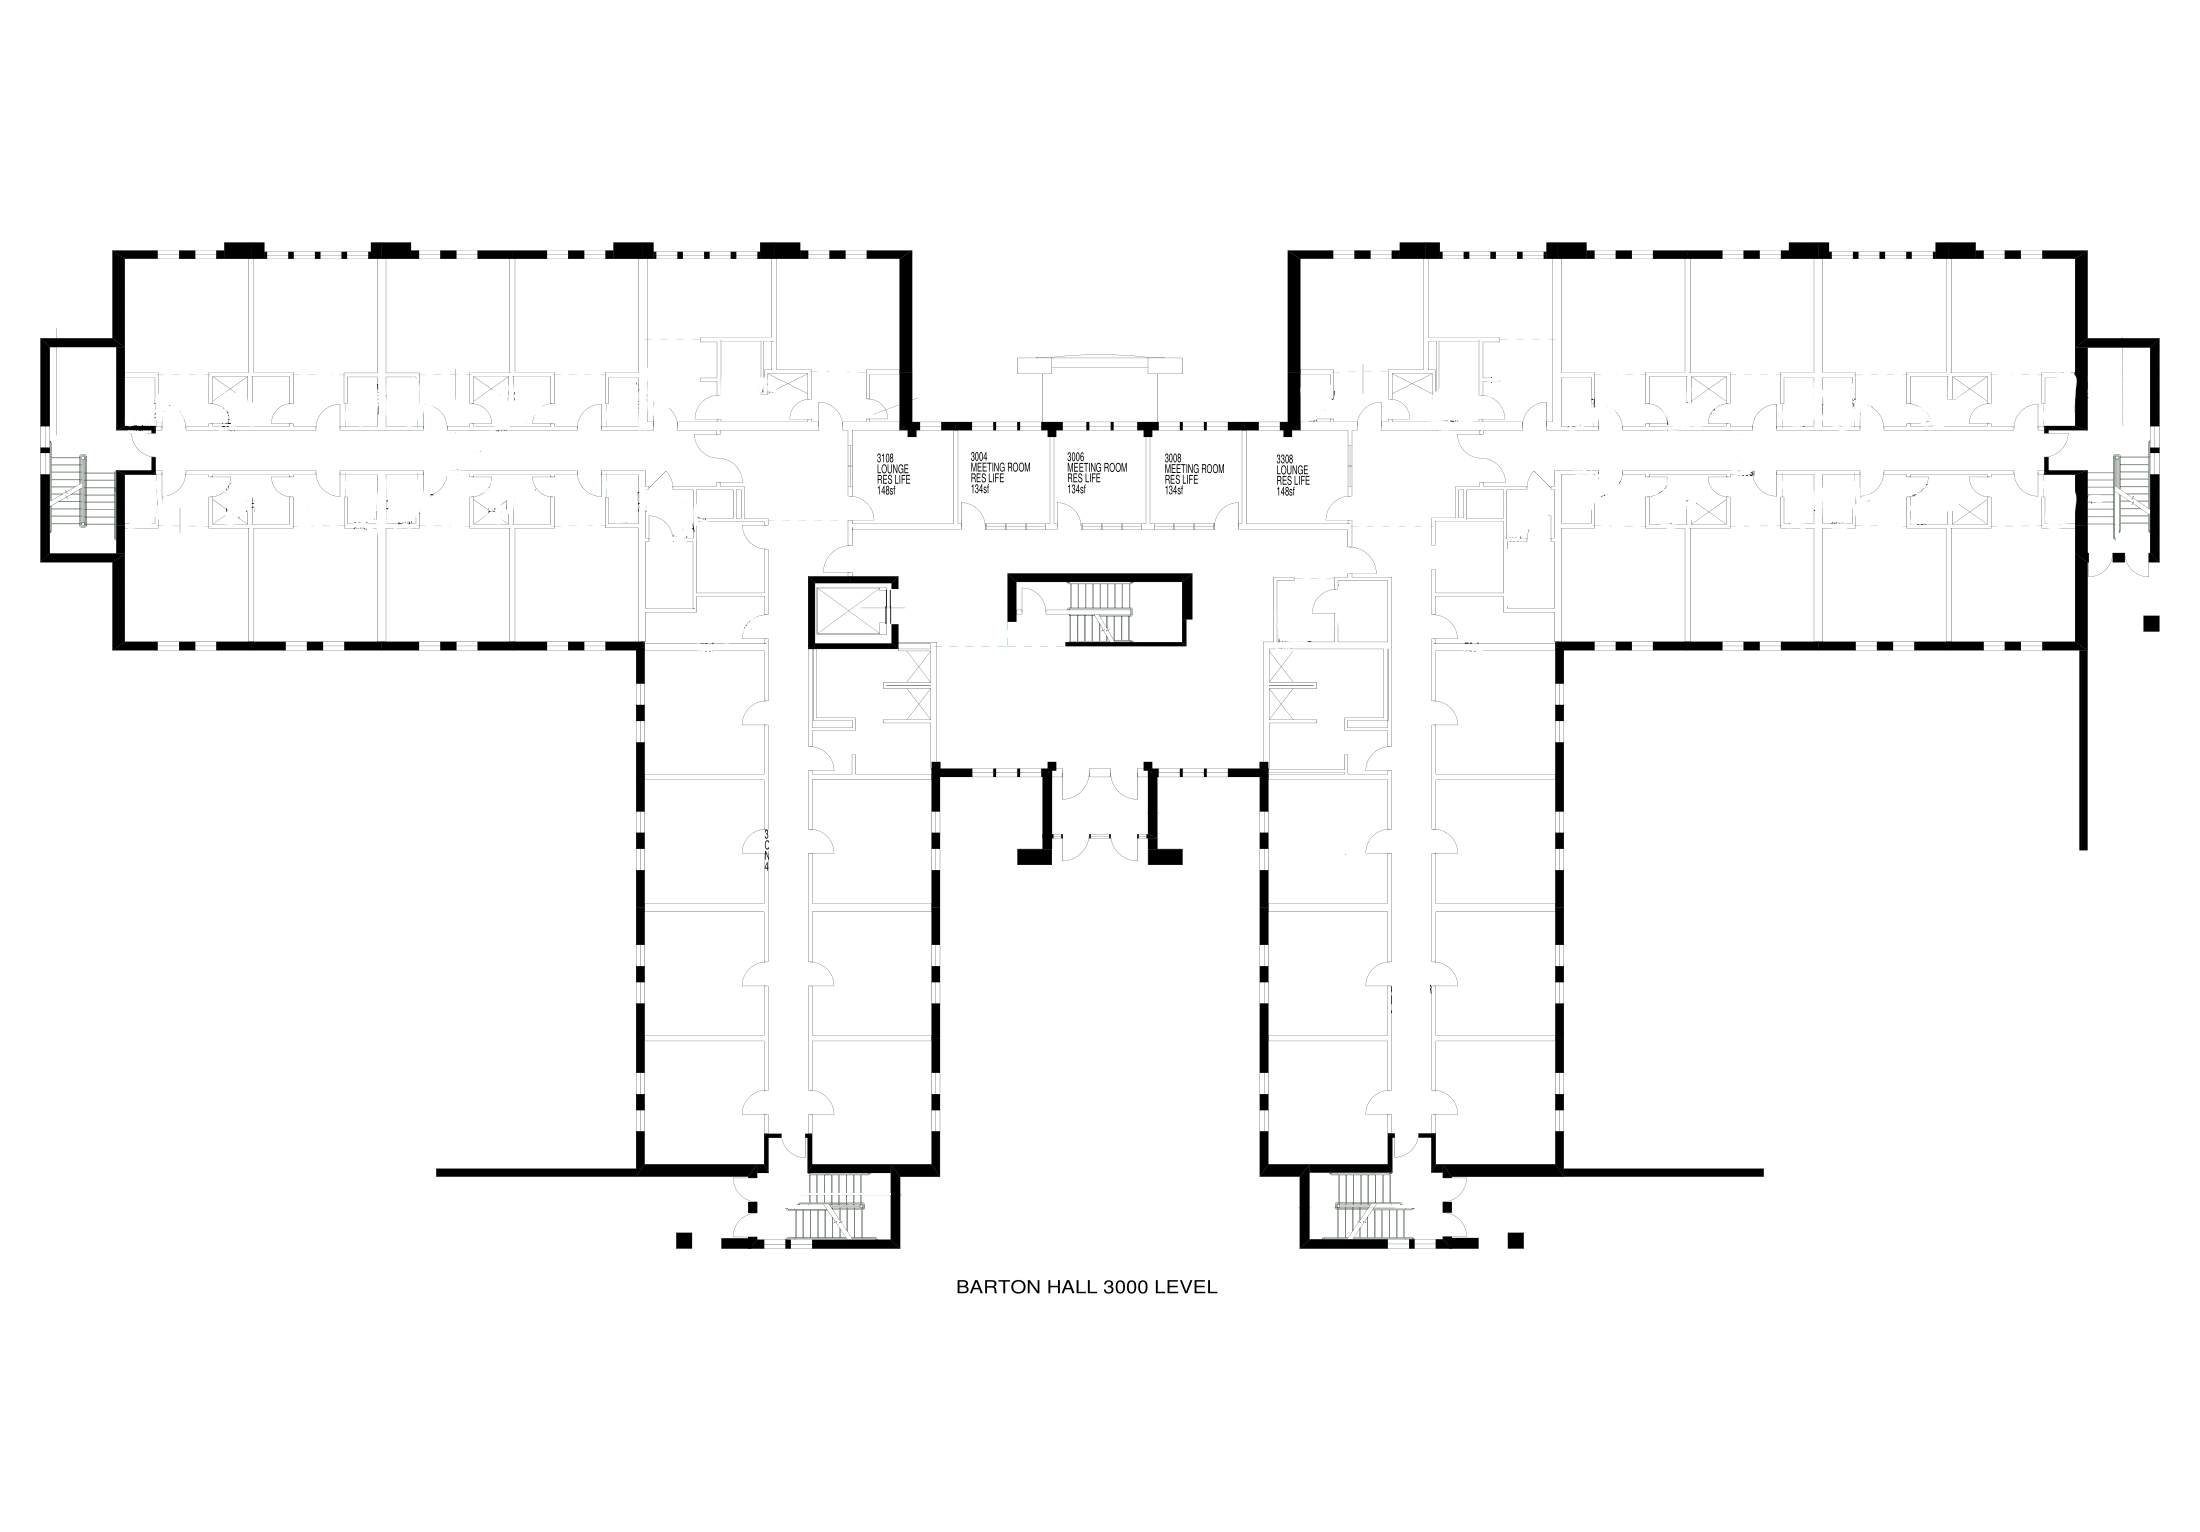 3108
LOUNGE
RES LIFE
148sf
3004
MEETING ROOM
RES LIFE
134sf
3006
MEETING ROOM
RES LIFE
134sf
3008
MEETING ROOM
RES LIFE
134sf
3308
LOUNGE
RES LIFE
148sf
BARTON HALL 3000 LEVEL